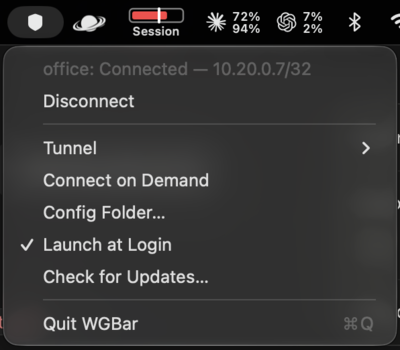 72%
94%
7%
2%
Session
office: Connected — 10.20.0.7/32
Disconnect
Tunnel
Connect on Demand
Config Folder...
✓ Launch at Login
Check for Updates...
Quit WGBar ⌘Q